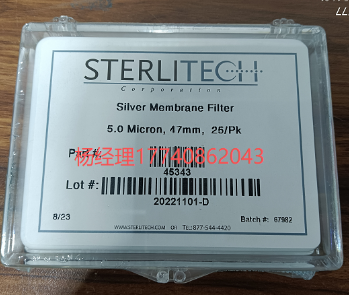 STERLITECH
Corporation
Silver Membrane Filter
5.0 Micron, 47mm, 25/Pk
杨经理17740862043
Part #:
45343
Lot #:
20221101-D
8/23
Batch #: 67982
WWW.STERLITECH.COM
Tel:877-544-4420